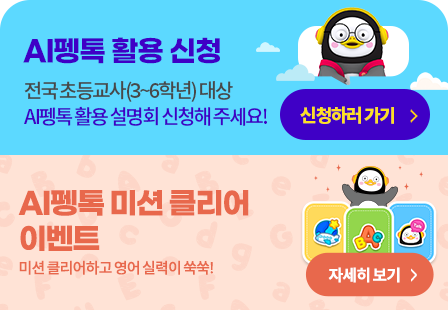 AI펭톡 활용 신청
전국 초등교사(3~6학년) 대상
AI펭톡 활용 설명회 신청해 주세요!
신청하러 가기 >
AI펭톡 미션 클리어
이벤트
미션 클리어하고 영어 실력이 쑥쑥!
자세히 보기 >